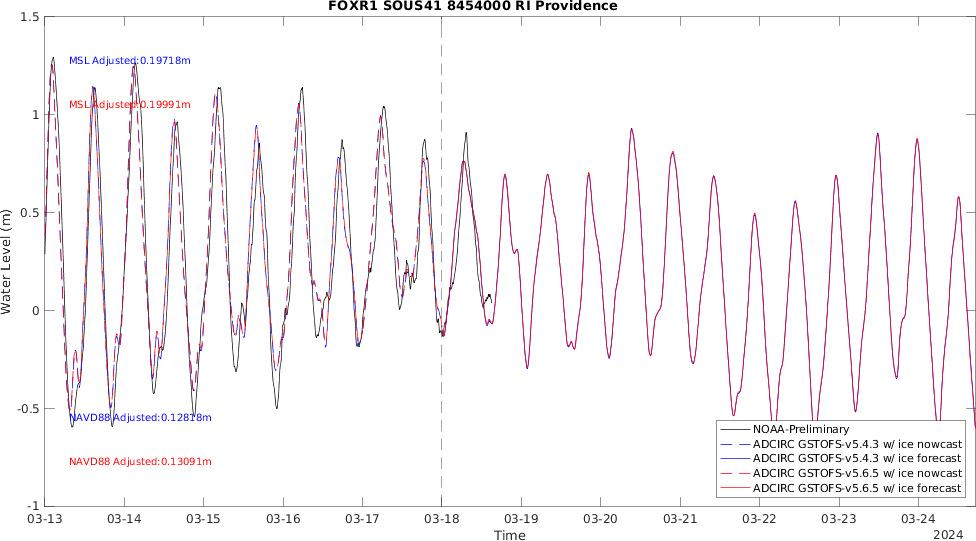 FOXR1 SOUS41 8454000 RI Providence
1.5
1
0.5
0
-0.5
-1
Water Level (m)
MSL Adjusted:0.19718m
MSL Adjusted:0.19991m
NAVD88 Adjusted:0.12818m
NAVD88 Adjusted:0.13091m
NOAA-Preliminary
ADCIRC GSTOFS-v5.4.3 w/ ice nowcast
ADCIRC GSTOFS-v5.4.3 w/ ice forecast
ADCIRC GSTOFS-v5.6.5 w/ ice nowcast
ADCIRC GSTOFS-v5.6.5 w/ ice forecast
03-13 03-14 03-15 03-16 03-17 03-18 03-19 03-20 03-21 03-22 03-23 03-24
Time
2024